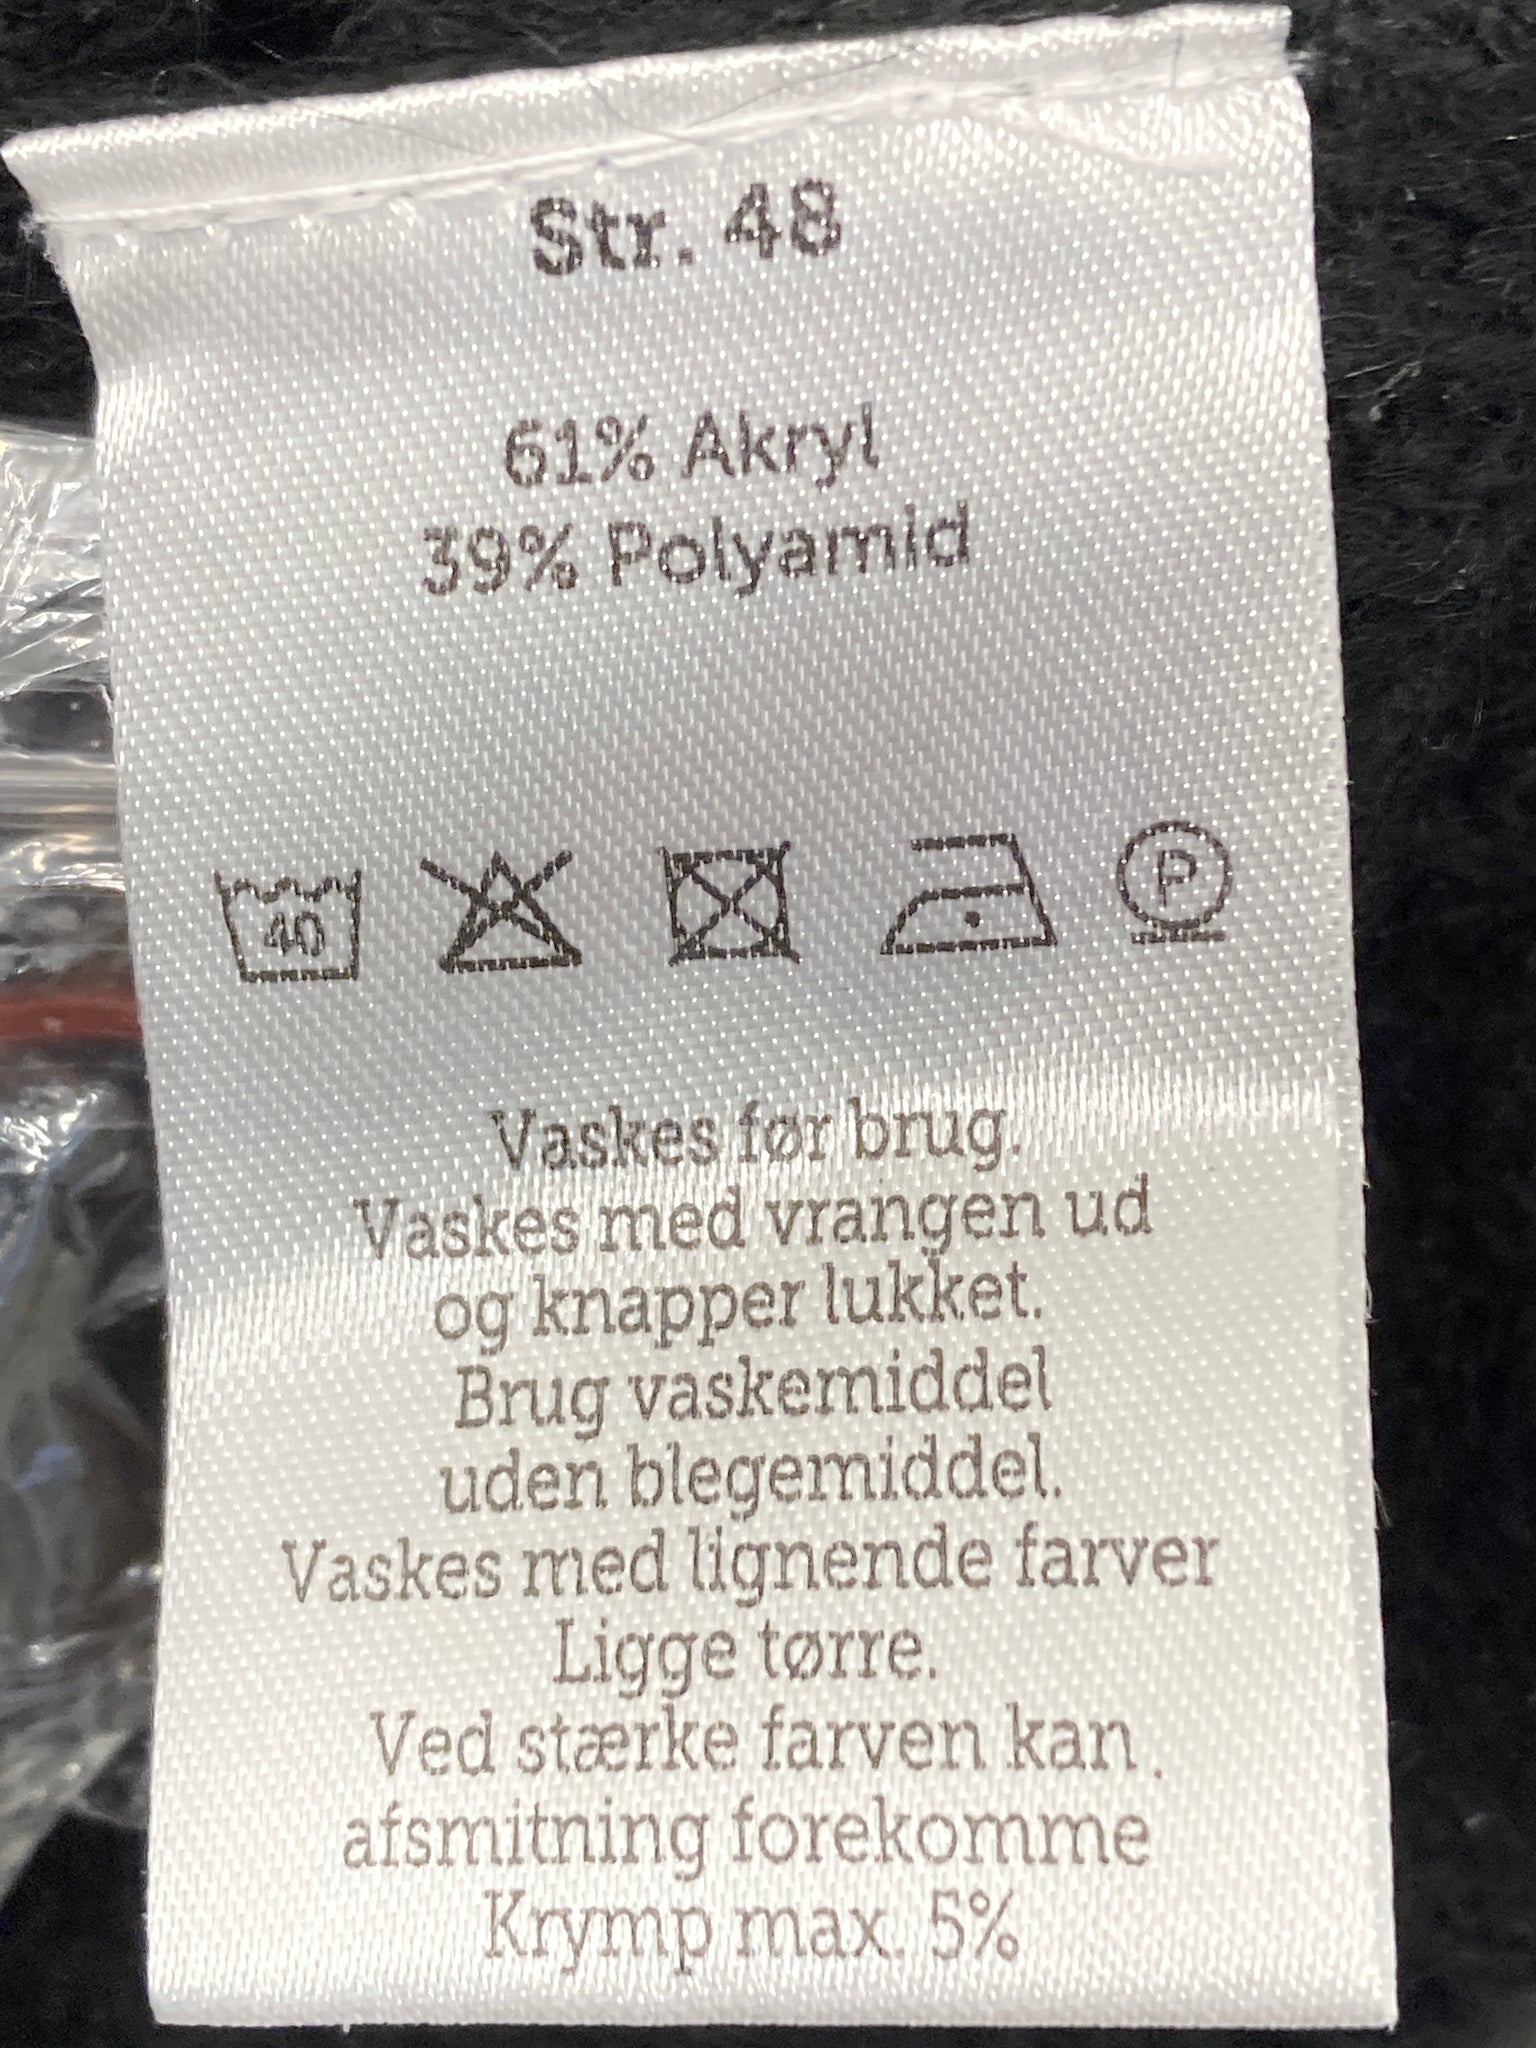 Str. 48
61% Akryl
39% Polyamid
40 P
Vaskes før brug.
Vaskes med vrangen ud
og knapper lukket.
Brug vaskemiddel
uden blegemiddel.
Vaskes med lignende farver
Ligge tørre.
Ved stærke farven kan.
afsmitning forekomme
Krymp max. 5%